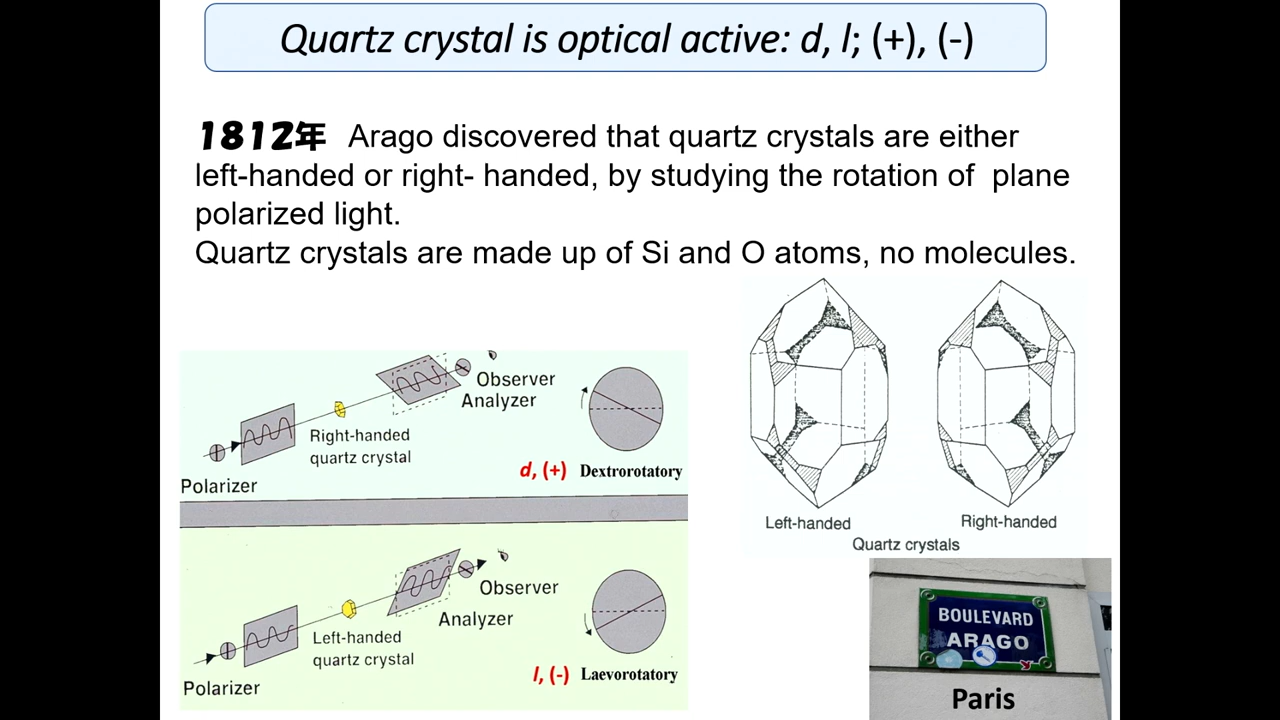 Quartz crystal is optical active: d, l; (+), (-)
1812年 Arago discovered that quartz crystals are either
left-handed or right- handed, by studying the rotation of plane
polarized light.
Quartz crystals are made up of Si and O atoms, no molecules.
Observer
Analyzer
Right-handed
quartz crystal
Polarizer
d, (+) Dextrorotatory
Observer
Analyzer
Left-handed
quartz crystal
Polarizer
l, (-) Laevorotatory
Left-handed
Right-handed
Quartz crystals
BOULEVARD
ARAGO
Paris